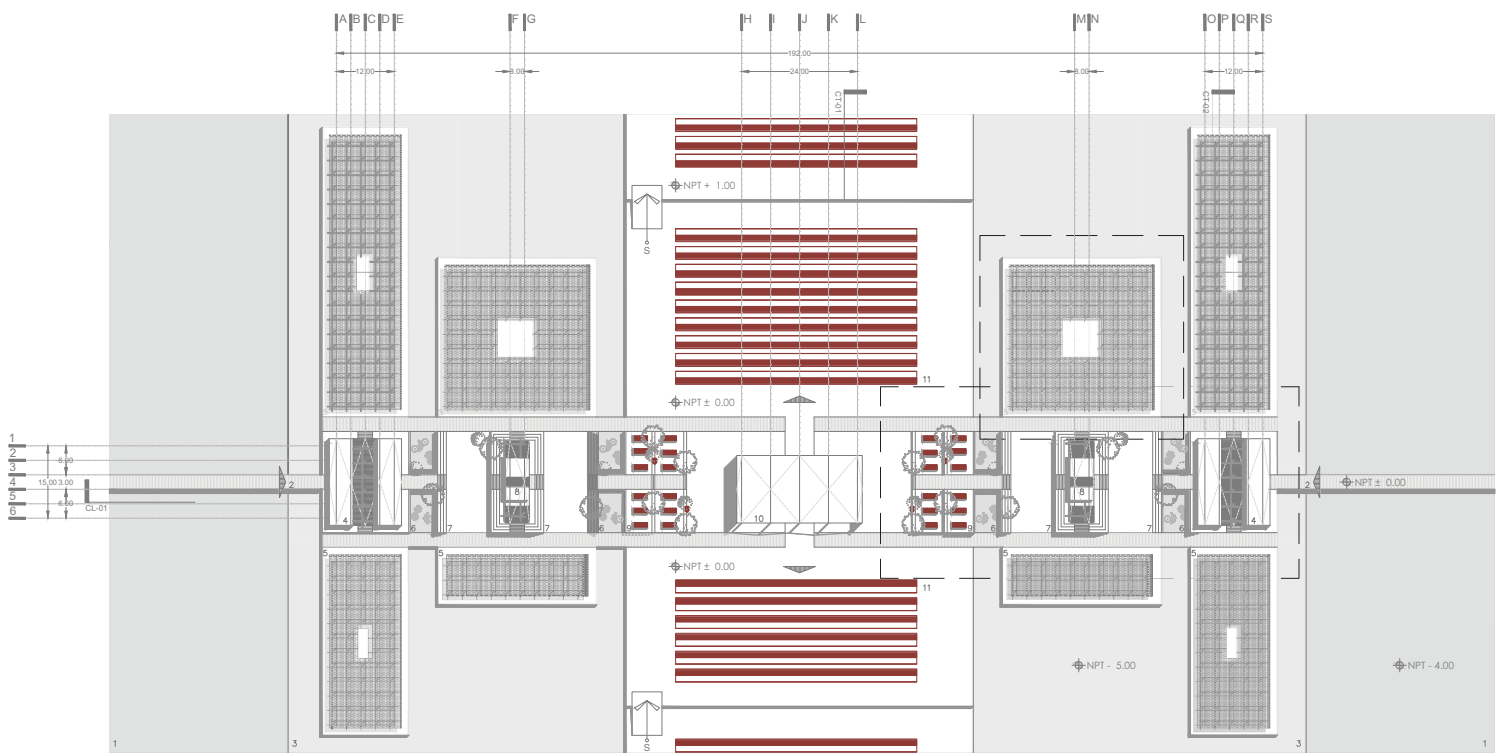 A B C D E F G H I J K L M N O P Q R S
192.00
12.00 3.00 24.00 3.00 12.00
CT-01
CT-02
NPT + 1.00
S
11
NPT ± 0.00
1
2
3
4
5
6
6.00
15.00 3.00
6.00
CL-01
2
2
NPT ± 0.00
8
8
4 6 7 7 6 9 10 9 6 7 7 6 4
5 5 5 5
NPT ± 0.00
11
NPT - 5.00
NPT - 4.00
S
1 3 3 1